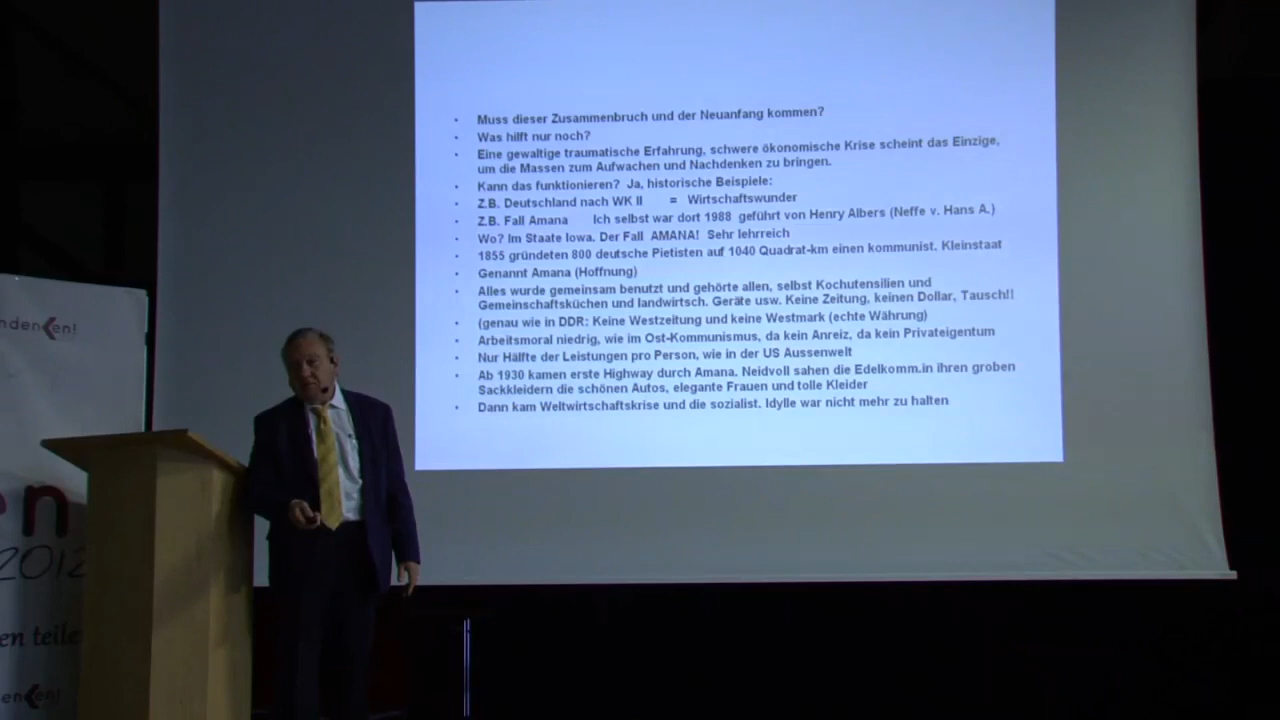 Muss dieser Zusammenbruch und der Neuanfang kommen?
Was hilft nur noch?
Eine gewaltige traumatische Erfahrung, schwere ökonomische Krise scheint das Einzige,
um die Massen zum Aufwachen und Nachdenken zu bringen.
Kann das funktionieren? Ja, historische Beispiele:
Z.B. Deutschland nach WK II = Wirtschaftswunder
Z.B. Fall Amana Ich selbst war dort 1988 geführt von Henry Albers (Neffe v. Hans A.)
Wo? Im Staate Iowa. Der Fall AMANA! Sehr lehrreich
1855 gründeten 800 deutsche Pietisten auf 1040 Quadrat-km einen kommunist. Kleinstaat
Genannt Amana (Hoffnung)
Alles wurde gemeinsam benutzt und gehörte allen, selbst Kochutensilien und
Gemeinschaftsküchen und landwirtsch. Geräte usw. Keine Zeitung, keinen Dollar, Tausch!!
(genau wie in DDR: Keine Westzeitung und keine Westmark (echte Währung)
Arbeitsmoral niedrig, wie im Ost-Kommunismus, da kein Anreiz, da kein Privateigentum
Nur Hälfte der Leistungen pro Person, wie in der US Aussenwelt
Ab 1930 kamen erste Highway durch Amana. Neidvoll sahen die Edelkomm.in ihren groben
Sackkleidern die schönen Autos, elegante Frauen und tolle Kleider
Dann kam Weltwirtschaftskrise und die sozialist. Idylle war nicht mehr zu halten
nden en!
en
2012
en teile
en en!